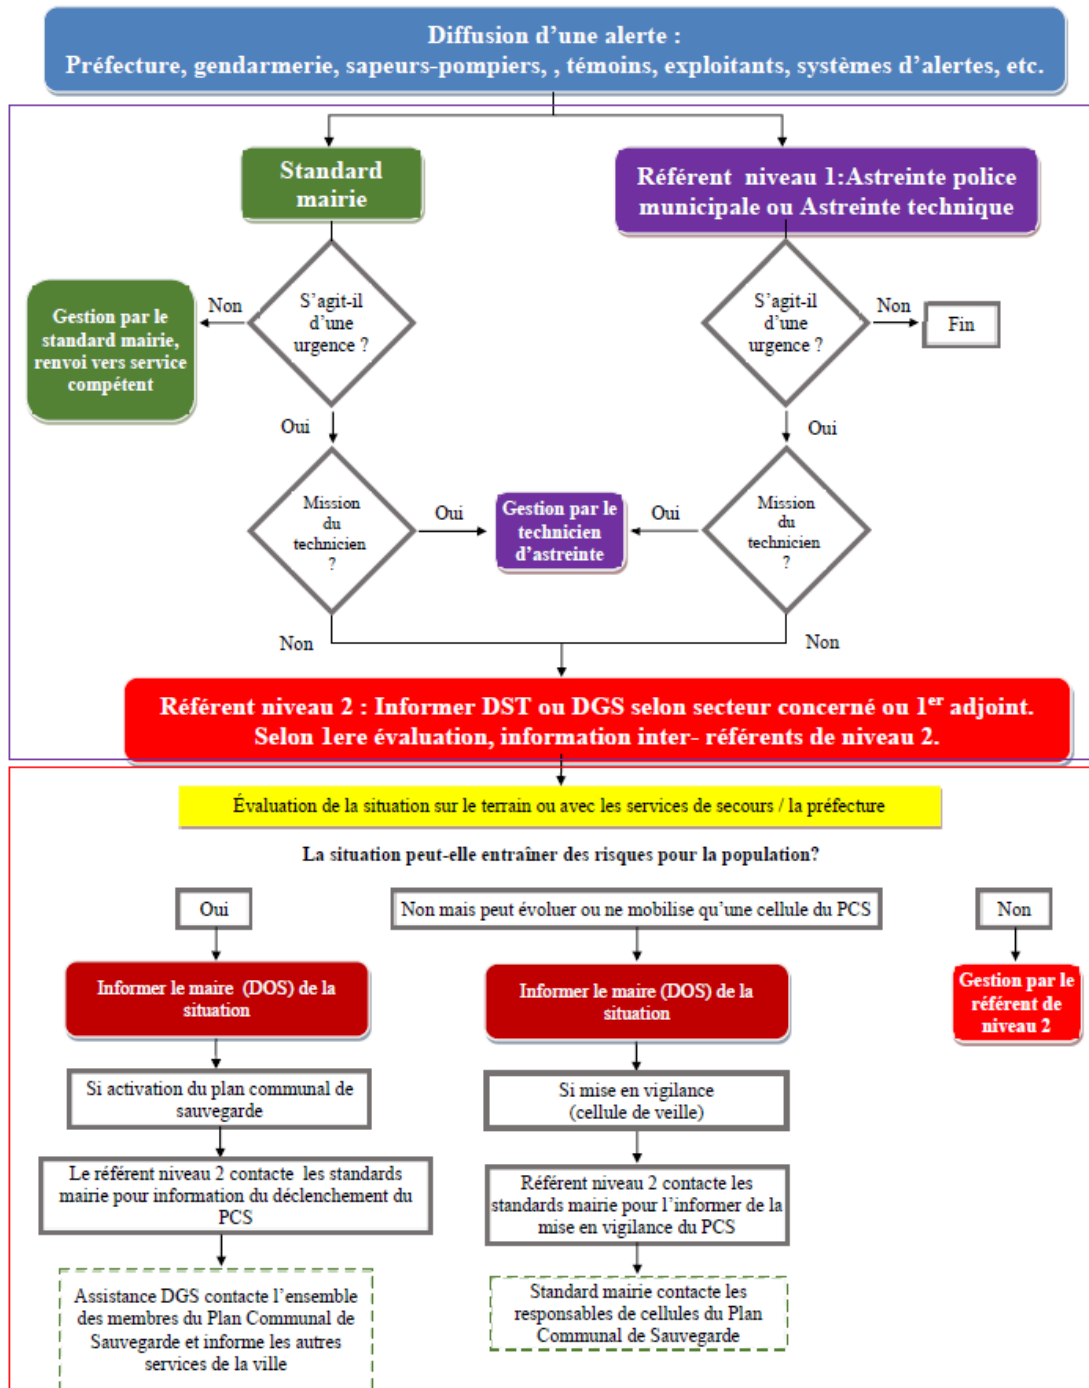 Diffusion d'une alerte :
Préfecture, gendarmerie, sapeurs-pompiers, , témoins, exploitants, systèmes d'alertes, etc.
Standard
mairie
Référent niveau 1:Astreinte police
municipale ou Astreinte technique
S'agit-il
d'une
urgence ?
Non
Gestion par le
standard mairie,
renvoi vers service
compétent
S'agit-il
d'une
urgence ?
Non
Fin
Oui
Oui
Mission
du
technicien
?
Oui
Gestion par le
technicien
d'astreinte
Oui
Mission
du
technicien
?
Non
Non
Référent niveau 2 : Informer DST ou DGS selon secteur concerné ou 1er adjoint.
Selon 1ere évaluation, information inter- référents de niveau 2.
Évaluation de la situation sur le terrain ou avec les services de secours / la préfecture
La situation peut-elle entraîner des risques pour la population?
Oui
Non mais peut évoluer ou ne mobilise qu'une cellule du PCS
Non
Informer le maire (DOS) de la
situation
Informer le maire (DOS) de la
situation
Gestion par le
référent de
niveau 2
Si activation du plan communal de
sauvegarde
Si mise en vigilance
(cellule de veille)
Le référent niveau 2 contacte les standards
mairie pour information du déclenchement du
PCS
Référent niveau 2 contacte les
standards mairie pour l'informer de la
mise en vigilance du PCS
Assistance DGS contacte l'ensemble
des membres du Plan Communal de
Sauvegarde et informe les autres
services de la ville
Standard mairie contacte les
responsables de cellules du Plan
Communal de Sauvegarde